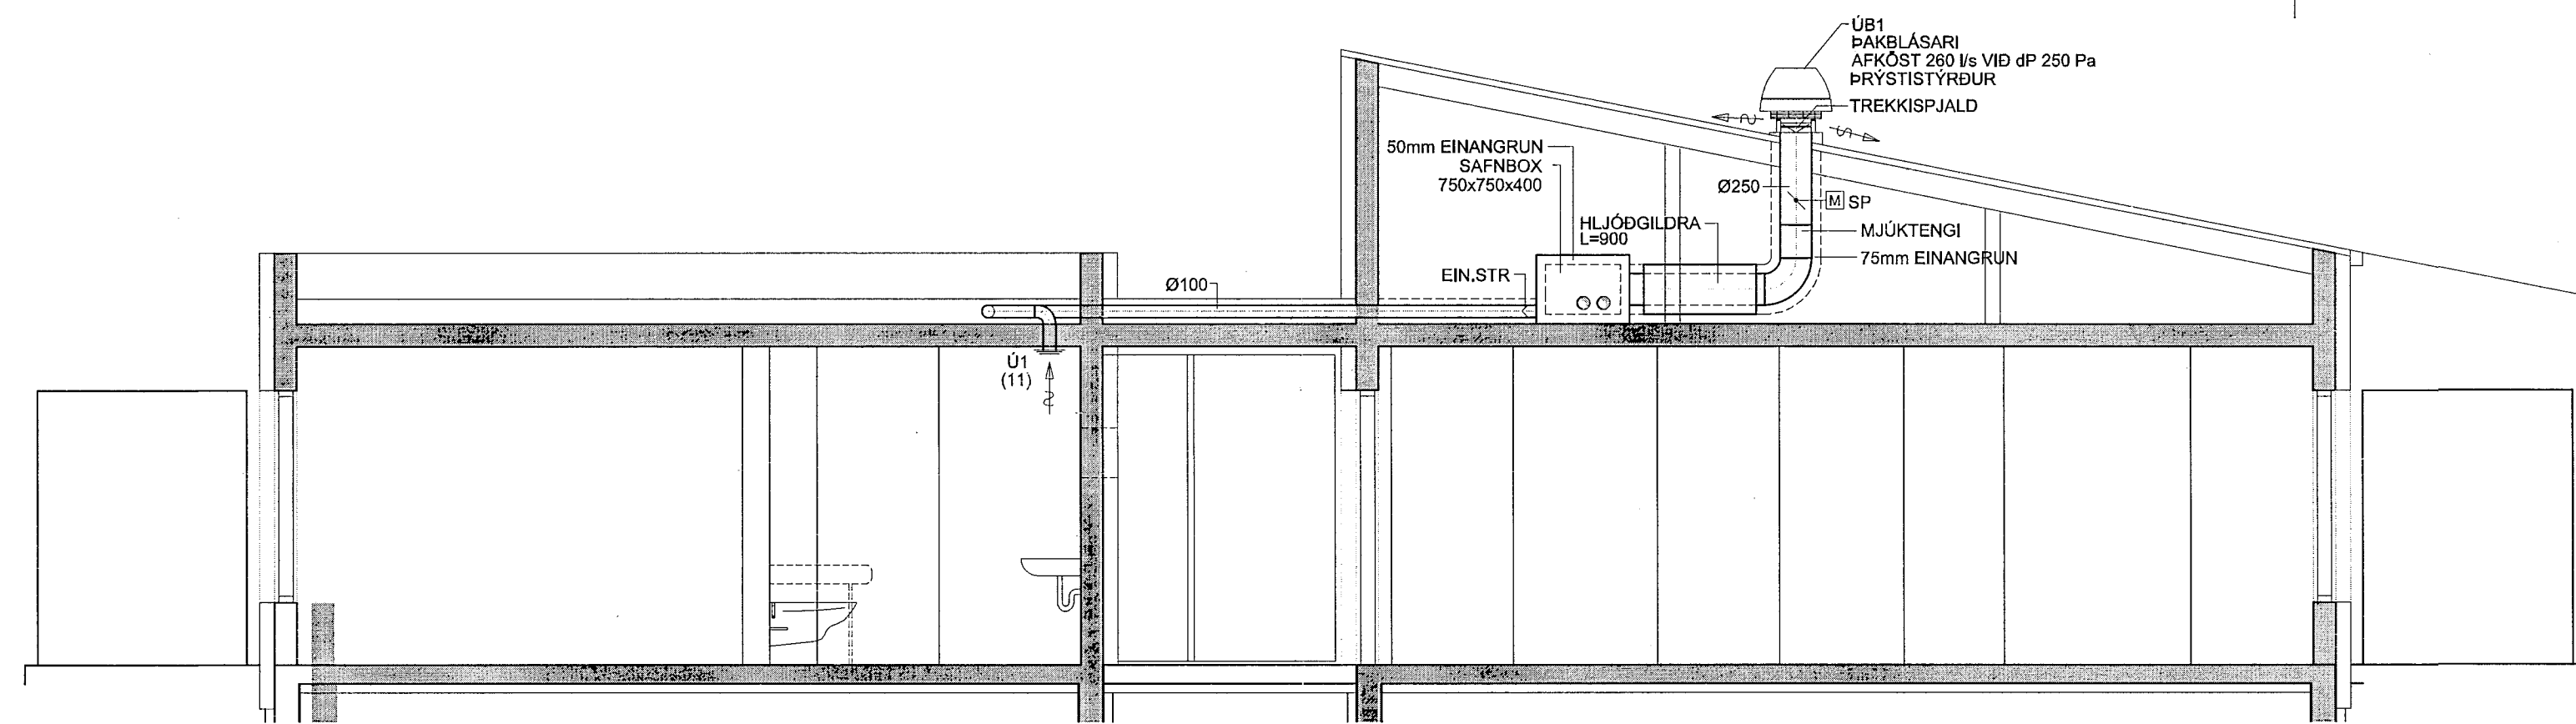 ÚB1
ÞAKBLÁSARI
AFKÖST 260 l/s VIÐ dP 250 Pa
ÞRÝSTISTÝRÐUR
TREKKISPJALD
50mm EINANGRUN
SAFNBOX
750x750x400
Ø250
M SP
HLJÓÐGILDRA
L=900
MJÚKTENGI
75mm EINANGRUN
EIN.STR
Ø100
Ú1
(11)